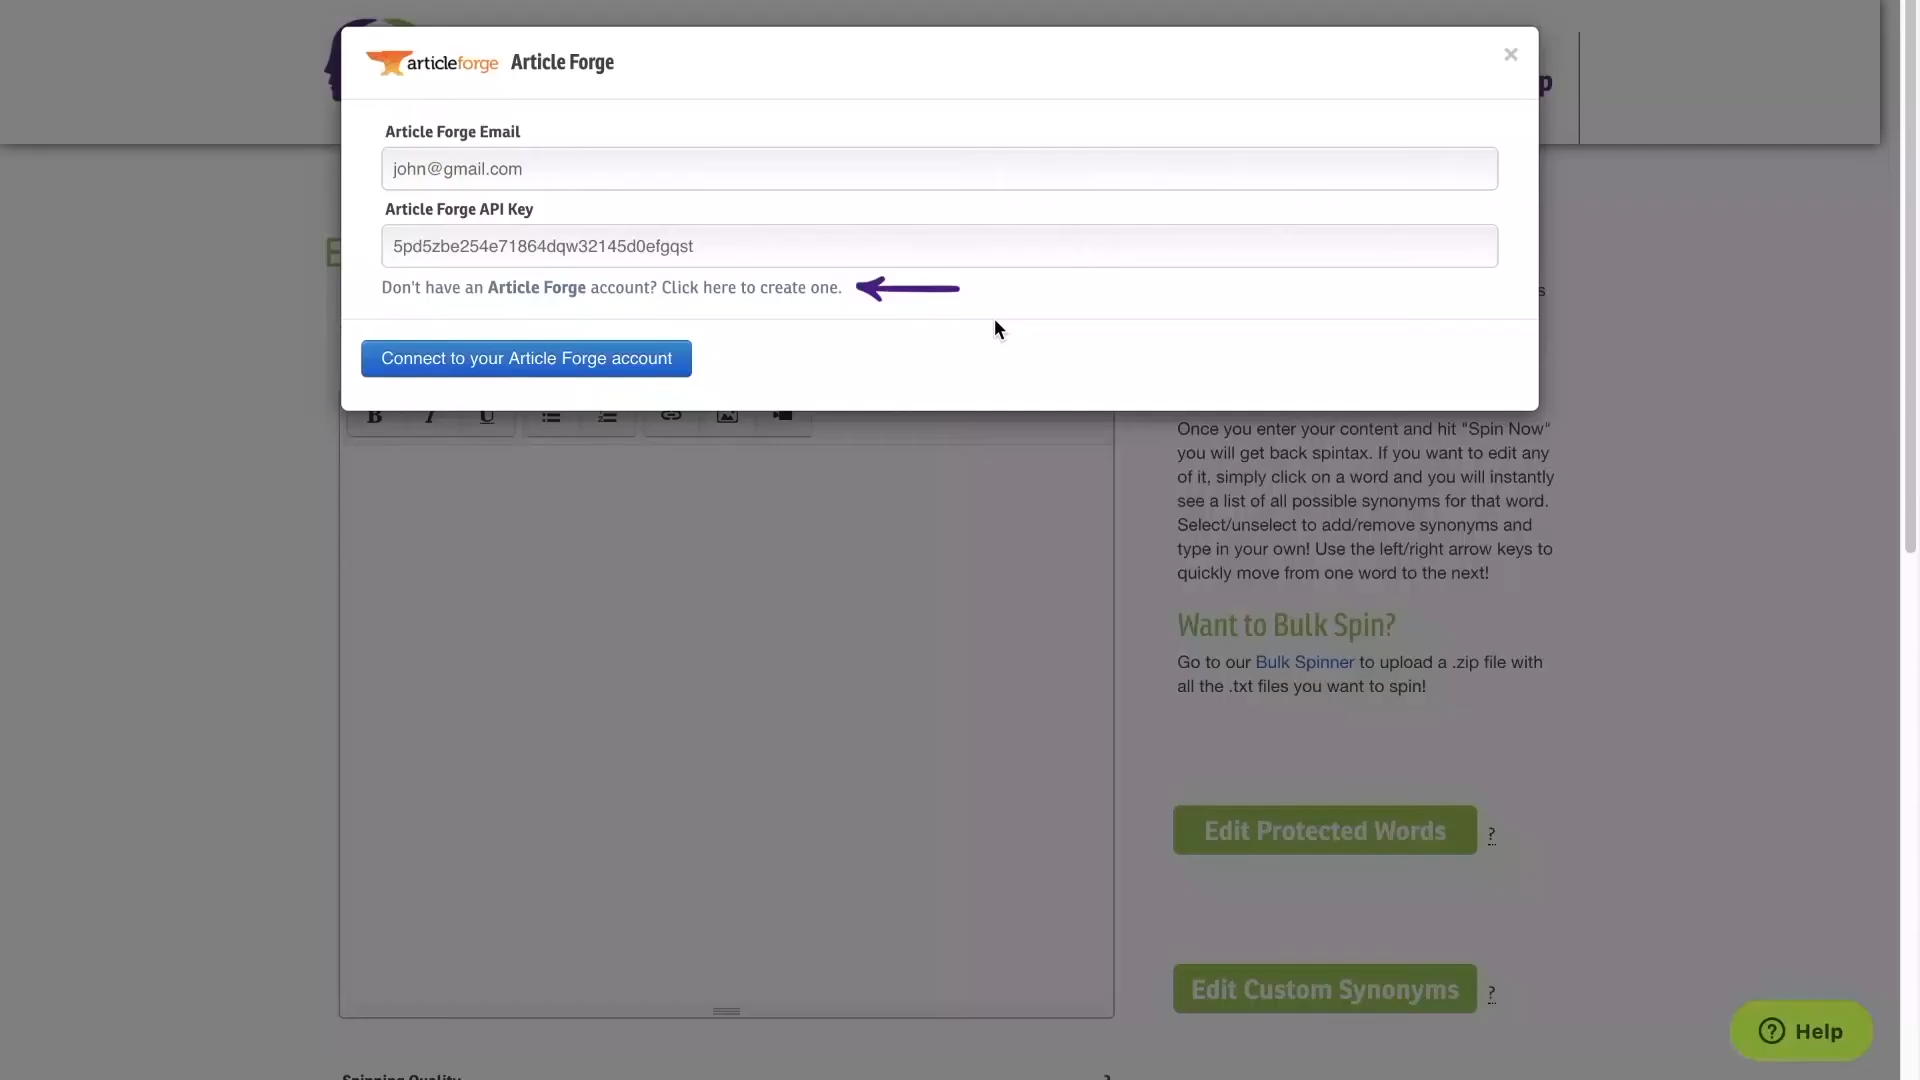 articleforge Article Forge
×
p
Article Forge Email
john@gmail.com
Article Forge API Key
5pd5zbe254e71864dqw32145d0efgqst
Don't have an Article Forge account? Click here to create one.
Connect to your Article Forge account
B I U
Once you enter your content and hit "Spin Now"
you will get back spintax. If you want to edit any
of it, simply click on a word and you will instantly
see a list of all possible synonyms for that word.
Select/unselect to add/remove synonyms and
type in your own! Use the left/right arrow keys to
quickly move from one word to the next!
Want to Bulk Spin?
Go to our Bulk Spinner to upload a .zip file with
all the .txt files you want to spin!
Edit Protected Words ?
Edit Custom Synonyms ?
? Help
Spinning Quality ?